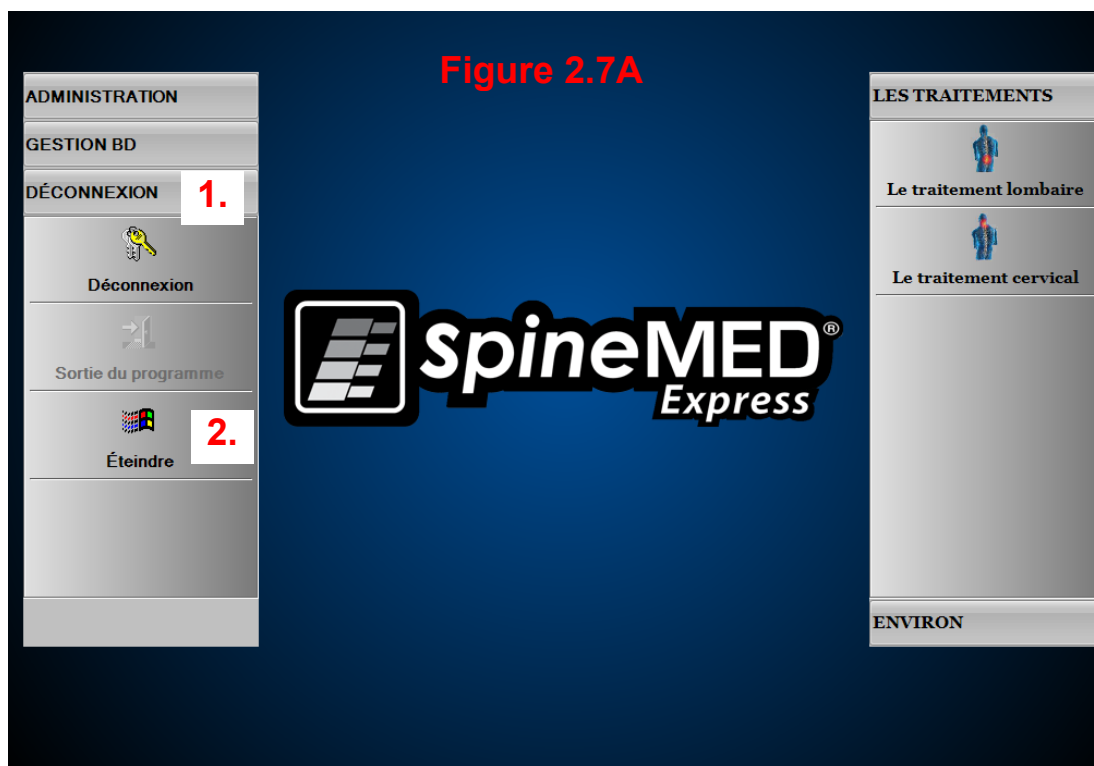 Figure 2.7A
ADMINISTRATION
GESTION BD
DÉCONNEXION
1.
Déconnexion
Sortie du programme
2.
Éteindre
SpineMED®
Express
LES TRAITEMENTS
Le traitement lombaire
Le traitement cervical
ENVIRON